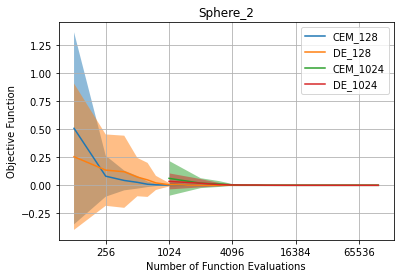 Sphere_2
CEM_128
DE_128
CEM_1024
DE_1024
Objective Function
1.25
1.00
0.75
0.50
0.25
0.00
−0.25
256
1024
4096
16384
65536
Number of Function Evaluations